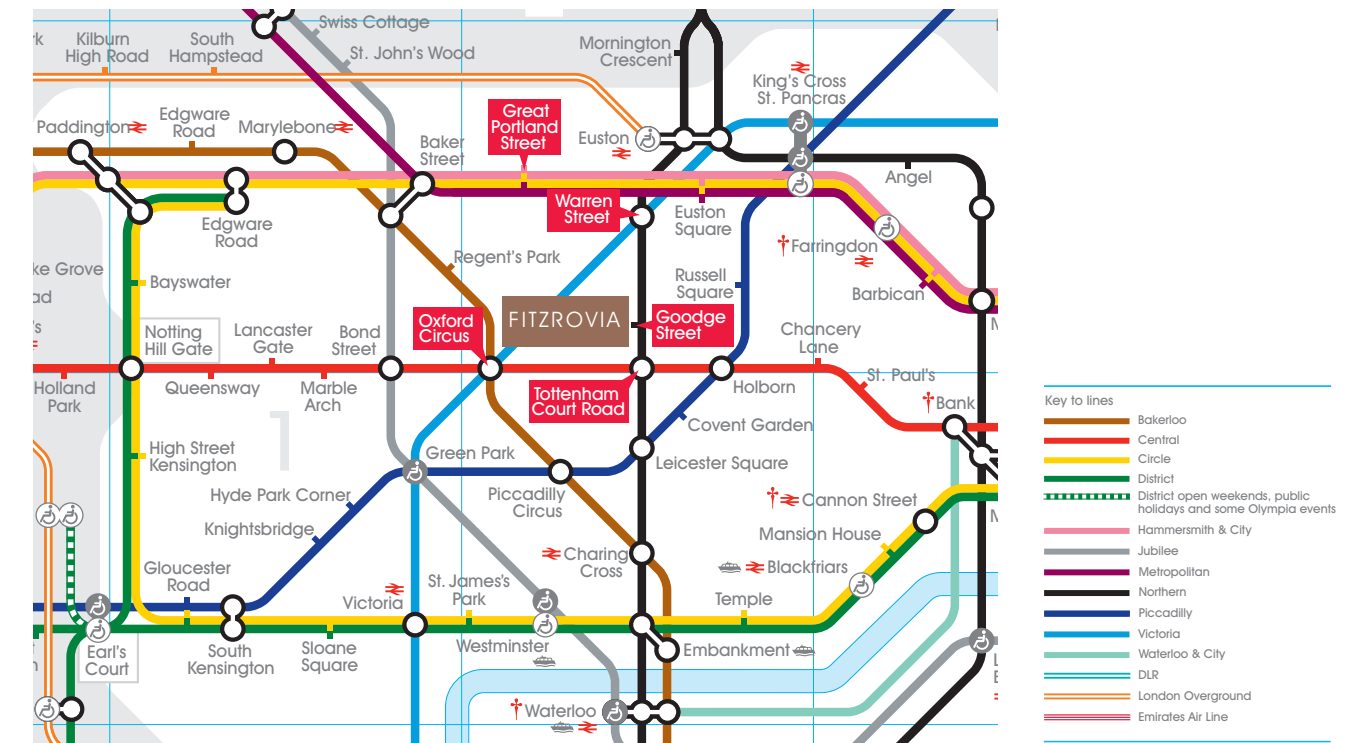 Swiss Cottage
rk
Kilburn
High Road
South
Hampstead
St. John's Wood
Mornington
Crescent
King's Cross
St. Pancras
Paddington
Edgware
Road
Marylebone
Baker
Street
Great
Portland
Street
Euston
Angel
Warren
Street
Euston
Square
Edgware
Road
Farringdon
Regent's Park
ke Grove
Bayswater
ad
Russell
Square
Barbican
's
Notting
Hill Gate
Lancaster
Gate
Bond
Street
Oxford
Circus
FITZROVIA
Goodge
Street
Chancery
Lane
M
Holland
Park
Queensway
Marble
Arch
Tottenham
Court Road
Holborn
St. Paul's
Bank
Covent Garden
High Street
Kensington
Green Park
Leicester Square
Hyde Park Corner
Piccadilly
Circus
Cannon Street
Knightsbridge
Mansion House
M
Gloucester
Road
Charing
Cross
Blackfriars
Victoria
St. James's
Park
Temple
Earl's
Court
South
Kensington
Sloane
Square
Westminster
Embankment
Waterloo
Key to lines
Bakerloo
Central
Circle
District
District open weekends, public
holidays and some Olympia events
Hammersmith & City
Jubilee
Metropolitan
Northern
Piccadilly
Victoria
Waterloo & City
DLR
London Overground
Emirates Air Line